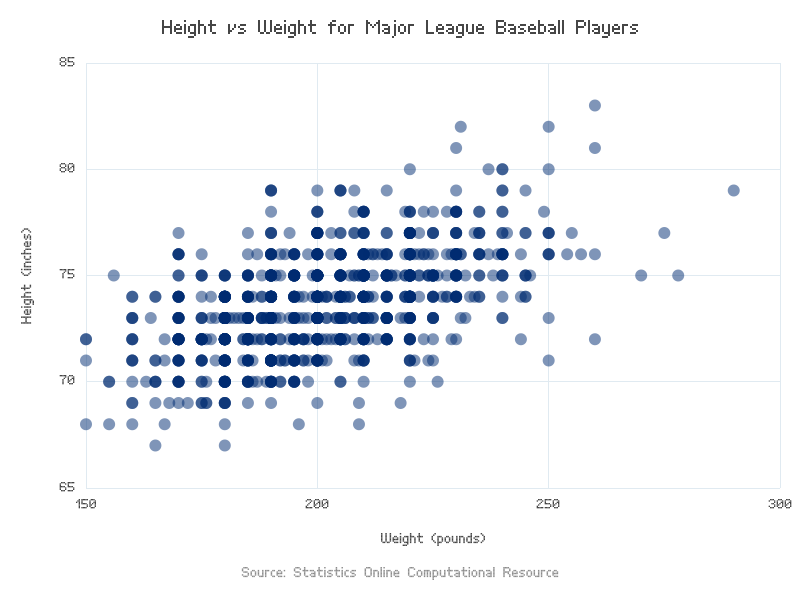 Height vs Weight for Major League Baseball Players
85
80
75
70
65
150
200
250
300
Height (inches)
Weight (pounds)
Source: Statistics Online Computational Resource